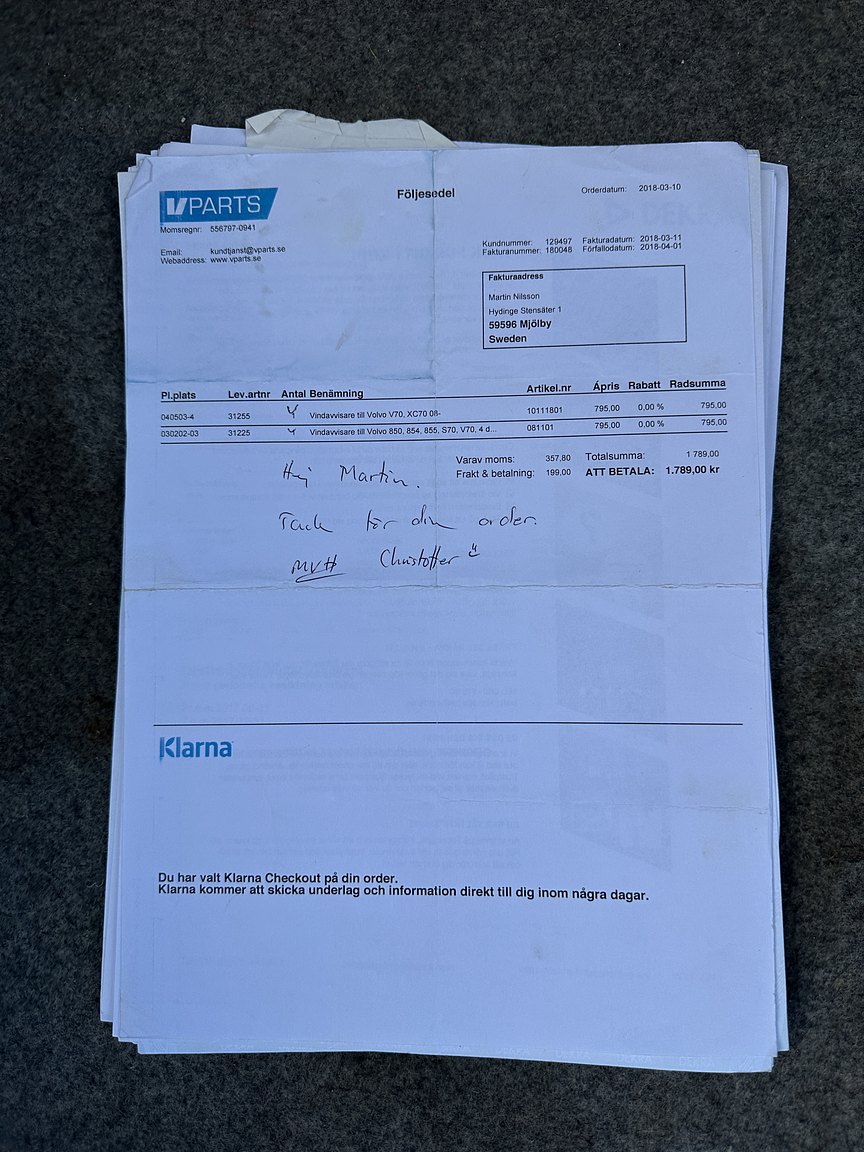 VPARTS
Följesedel
Orderdatum: 2018-03-10
Momsregnr: 556797-0941
Email: kundtjanst@vparts.se
Webaddress: www.vparts.se
Kundnummer: 129497 Fakturadatum: 2018-03-11
Fakturanummer: 180048 Förfallodatum: 2018-04-01
Fakturaadress
Martin Nilsson
Hydinge Stensäter 1
59596 Mjölby
Sweden
Pl.plats Lev.artnr Antal Benämning Artikel.nr Ápris Rabatt Radsumma
040503-4 31255 Vindavvisare till Volvo V70, XC70 08- 10111801 795,00 0,00 % 795,00
030202-03 31225 Vindavvisare till Volvo 850, 854, 855, S70, V70, 4 d... 081101 795,00 0,00 % 795,00
Varav moms: 357,80 Totalsumma: 1 789,00
Frakt & betalning: 199,00 ATT BETALA: 1.789,00 kr
Hej Martin.
Tack för din order.
MVH Christoffer
Klarna
Du har valt Klarna Checkout på din order.
Klarna kommer att skicka underlag och information direkt till dig inom några dagar.